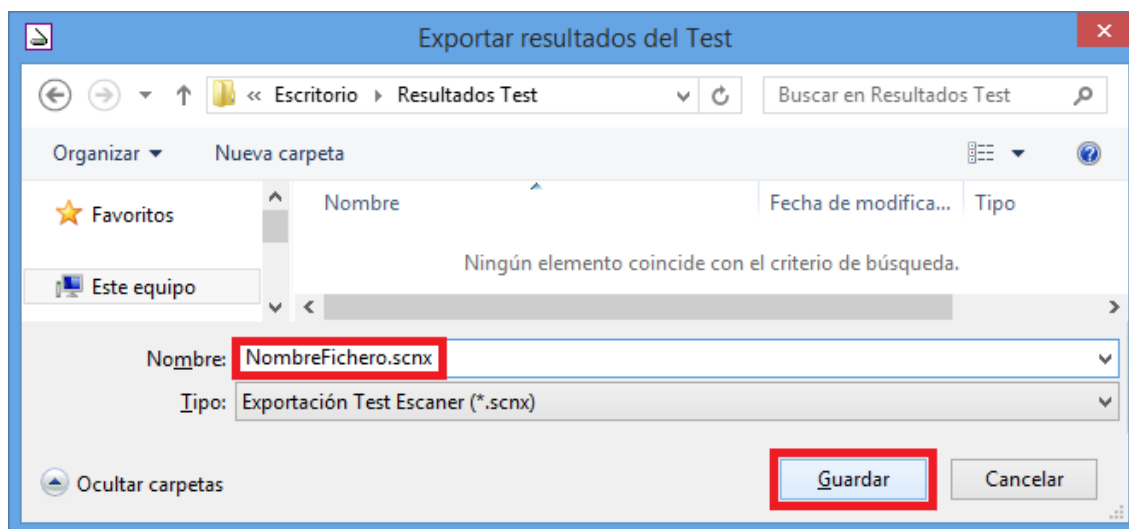 Exportar resultados del Test
« Escritorio Resultados Test Buscar en Resultados Test
Organizar Nueva carpeta
Favoritos Nombre Fecha de modifica... Tipo
Ningún elemento coincide con el criterio de búsqueda.
Este equipo
Nombre: NombreFichero.scnx
Tipo: Exportación Test Escaner (*.scnx)
Ocultar carpetas Guardar Cancelar